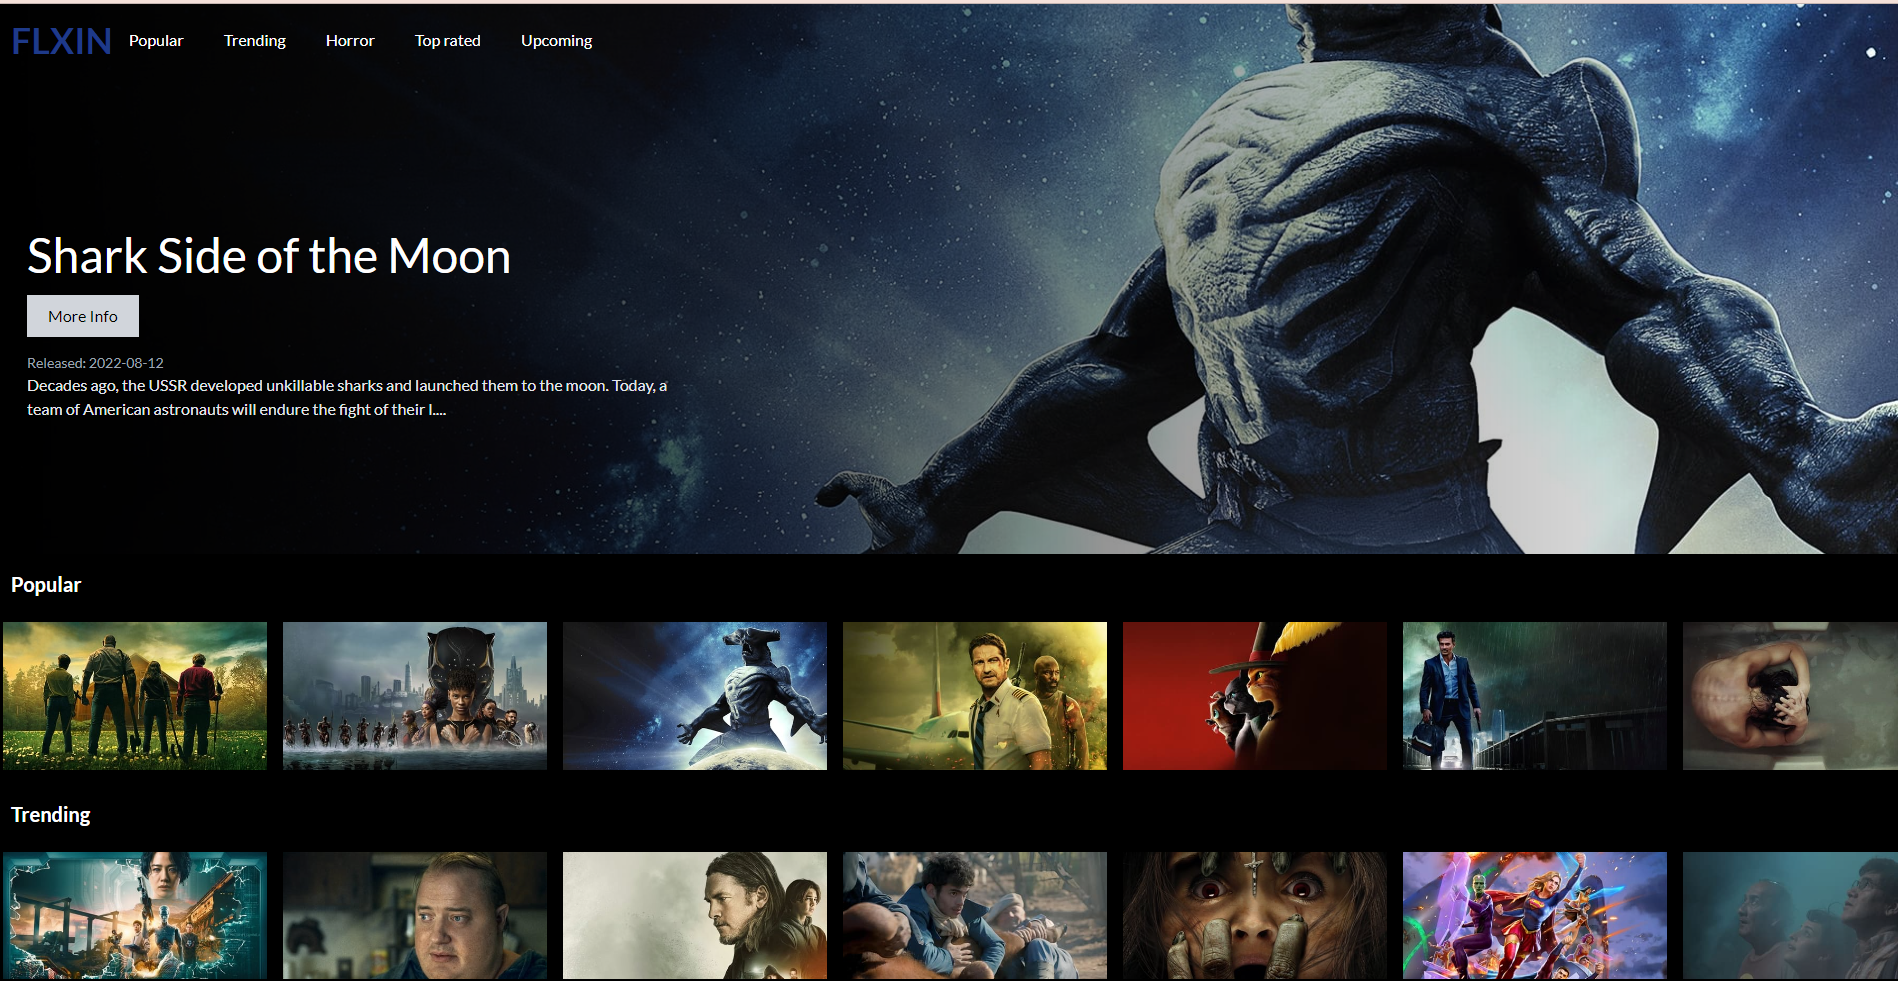 FLXIN
Popular
Trending
Horror
Top rated
Upcoming
Shark Side of the Moon
More Info
Released: 2022-08-12
Decades ago, the USSR developed unkillable sharks and launched them to the moon. Today, a
team of American astronauts will endure the fight of their l....
Popular
Trending